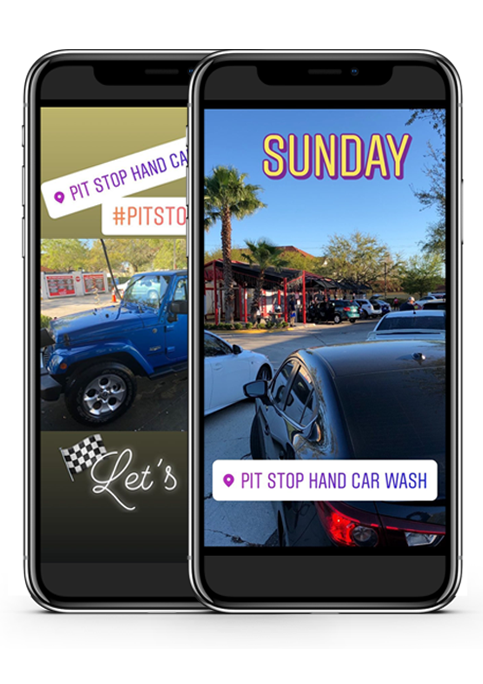 PIT STOP HAND CA
#PITSTO
Let's
SUNDAY
PIT STOP HAND CAR WASH